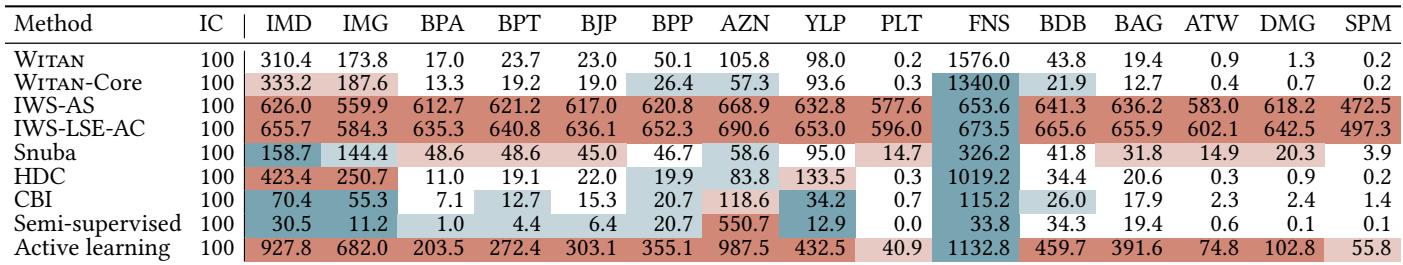 Method IC IMD IMG BPA BPT BJP BPP AZN YLP PLT FNS BDB BAG ATW DMG SPM
WITAN 100 310.4 173.8 17.0 23.7 23.0 50.1 105.8 98.0 0.2 1576.0 43.8 19.4 0.9 1.3 0.2
WITAN-CORE 100 333.2 187.6 13.3 19.2 19.0 26.4 57.3 93.6 0.3 1340.0 21.9 12.7 0.4 0.7 0.2
IWS-AS 100 626.0 559.9 612.7 621.2 617.0 620.8 668.9 632.8 577.6 653.6 641.3 636.2 583.0 618.2 472.5
IWS-LSE-AC 100 655.7 584.3 635.3 640.8 636.1 652.3 690.6 653.0 596.0 673.5 665.6 655.9 602.1 642.5 497.3
Snuba 100 158.7 144.4 48.6 48.6 45.0 46.7 58.6 95.0 14.7 326.2 41.8 31.8 14.9 20.3 3.9
HDC 100 423.4 250.7 11.0 19.1 22.0 19.9 83.8 133.5 0.3 1019.2 34.4 20.6 0.3 0.9 0.2
CBI 100 70.4 55.3 7.1 12.7 15.3 20.7 118.6 34.2 0.7 115.2 26.0 17.9 2.3 2.4 1.4
Semi-supervised 100 30.5 11.2 1.0 4.4 6.4 20.7 550.7 12.9 0.0 33.8 34.3 19.4 0.6 0.1 0.1
Active learning 100 927.8 682.0 203.5 272.4 303.1 355.1 987.5 432.5 40.9 1132.8 459.7 391.6 74.8 102.8 55.8